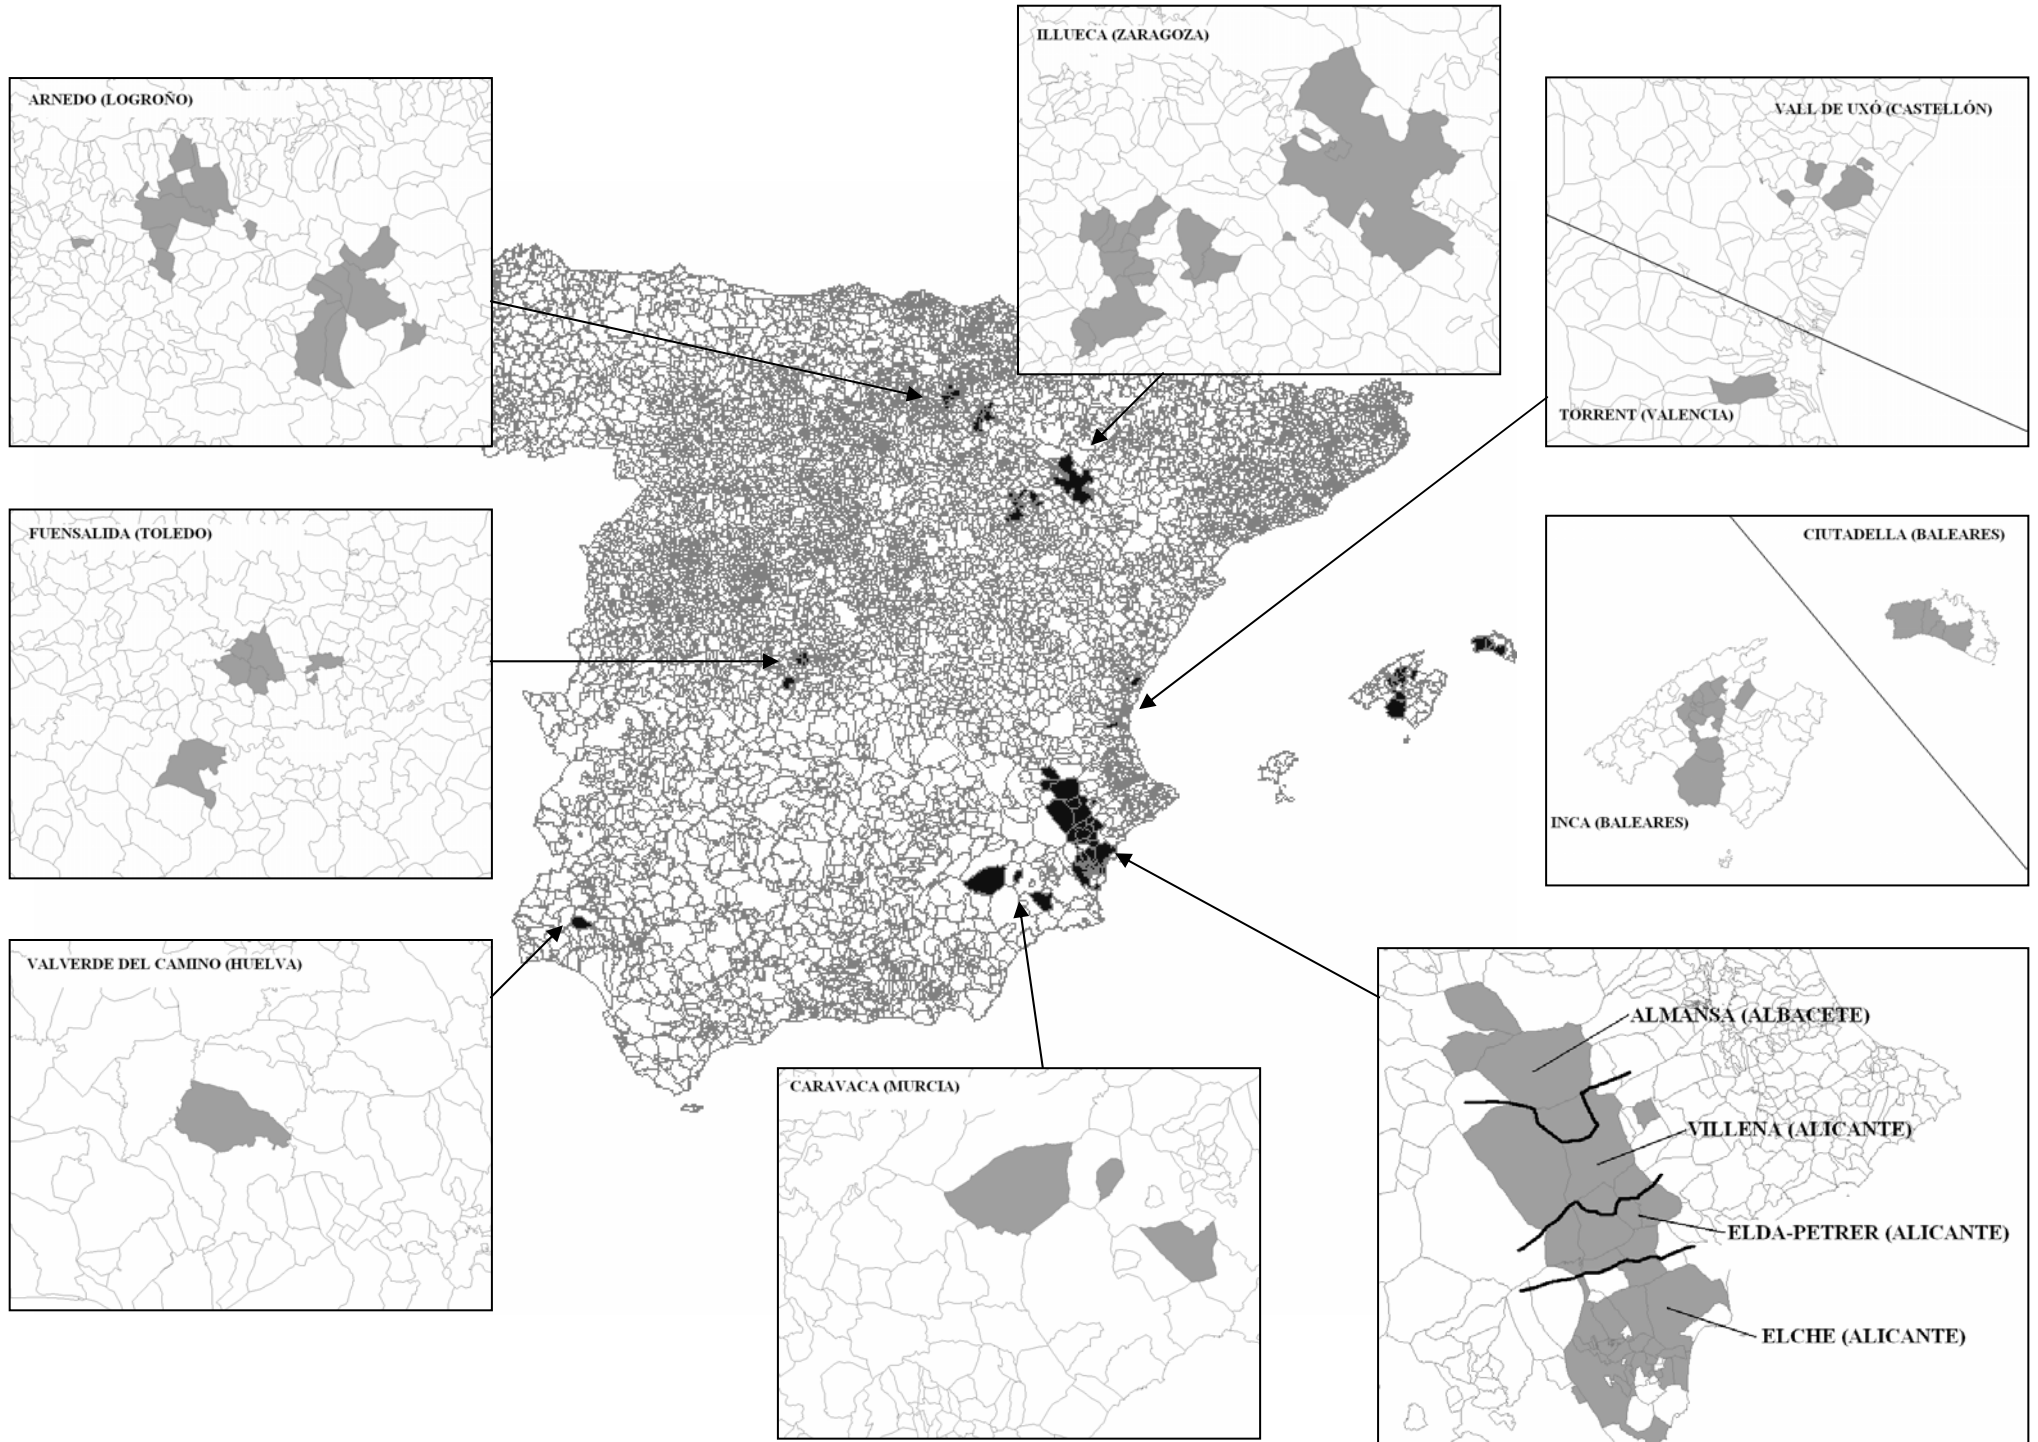 ILLUECA (ZARAGOZA)
ARNEDO (LOGROÑO)
VALL DE UXÓ (CASTELLÓN)
TORRENT (VALENCIA)
FUENSALIDA (TOLEDO)
CIUTADELLA (BALEARES)
INCA (BALEARES)
VALVERDE DEL CAMINO (HUELVA)
CARAVACA (MURCIA)
ALMANSA (ALBACETE)
VILLENA (ALICANTE)
ELDA-PETRER (ALICANTE)
ELCHE (ALICANTE)